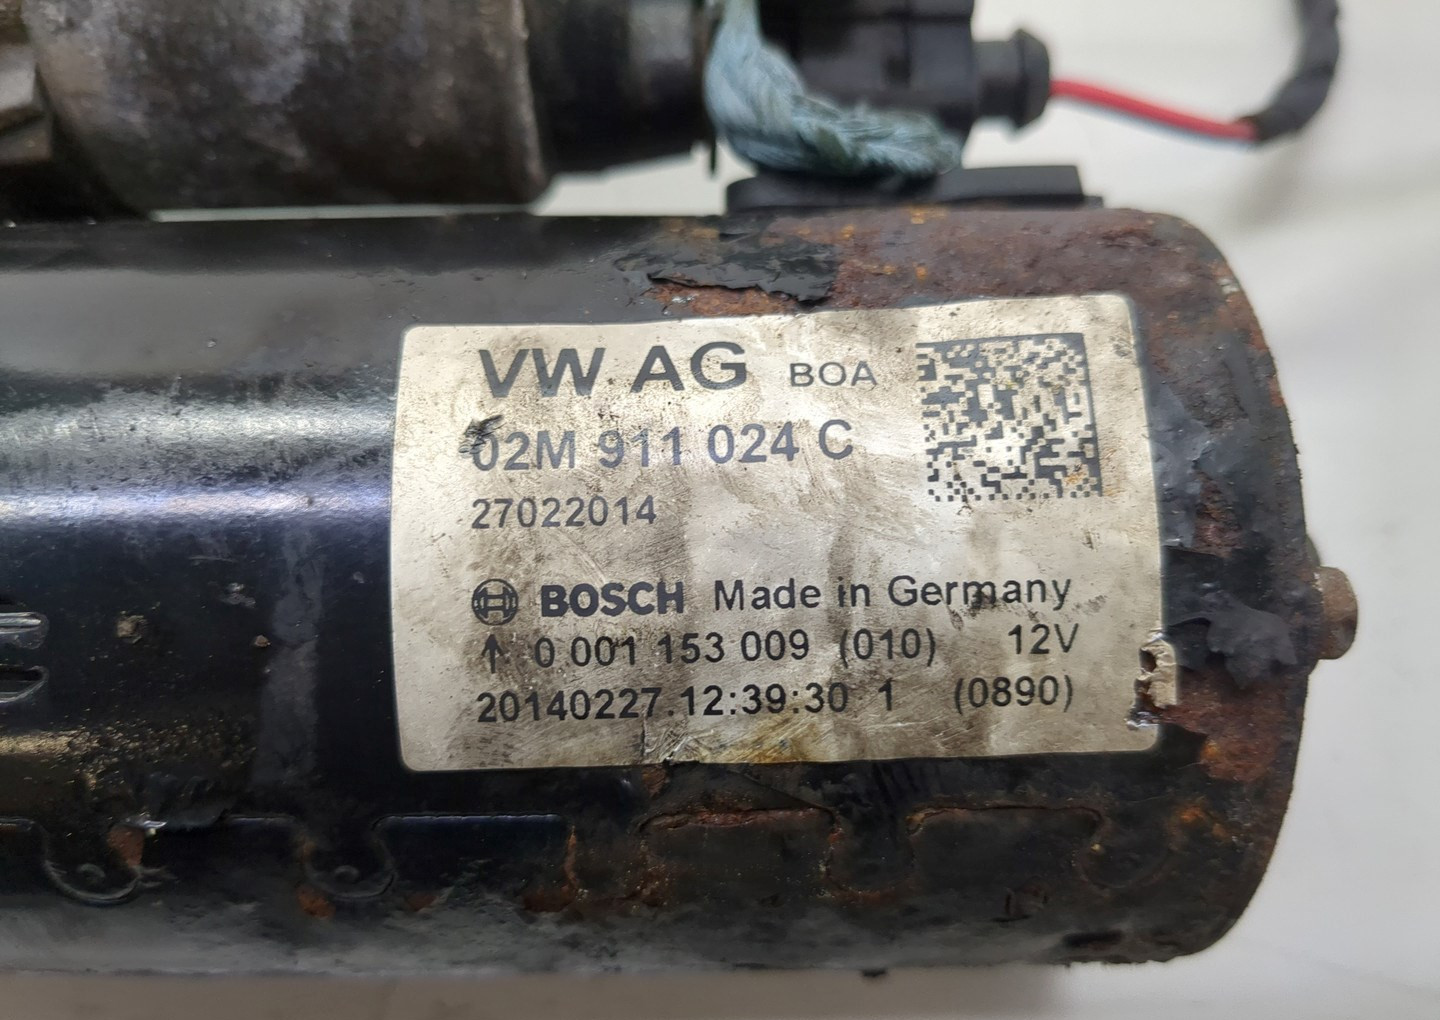 VW AG BOA
02M 911 024 C
27022014
BOSCH Made in Germany
↑ 0 001 153 009 (010) 12V
20140227.12:39:30 1 (0890)